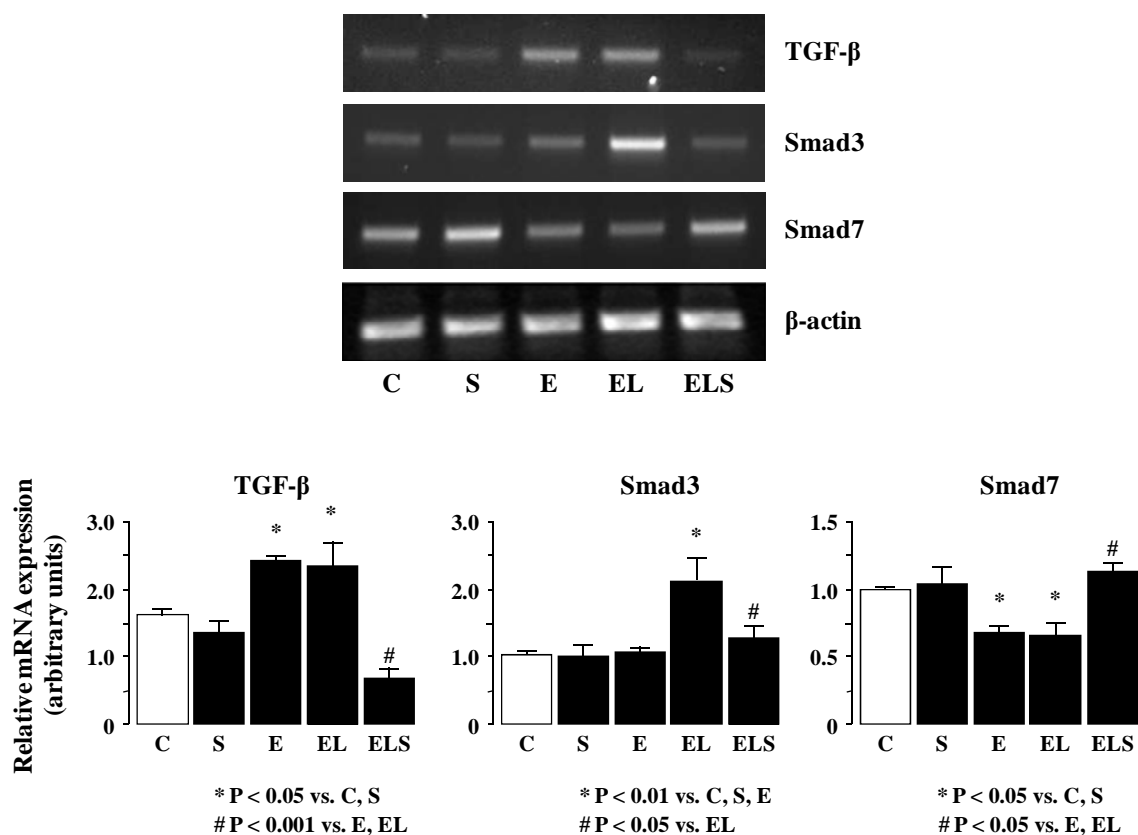 TGF-β
Smad3
Smad7
β-actin
C S E EL ELS
Relative mRNA expression
(arbitrary units)
TGF-β
3.0
2.0
1.0
0
* * #
C S E EL ELS
* P < 0.05 vs. C, S
# P < 0.001 vs. E, EL
Smad3
3.0
2.0
1.0
0
* #
C S E EL ELS
* P < 0.01 vs. C, S, E
# P < 0.05 vs. EL
Smad7
1.5
1.0
0.5
0
* * #
C S E EL ELS
* P < 0.05 vs. C, S
# P < 0.05 vs. E, EL